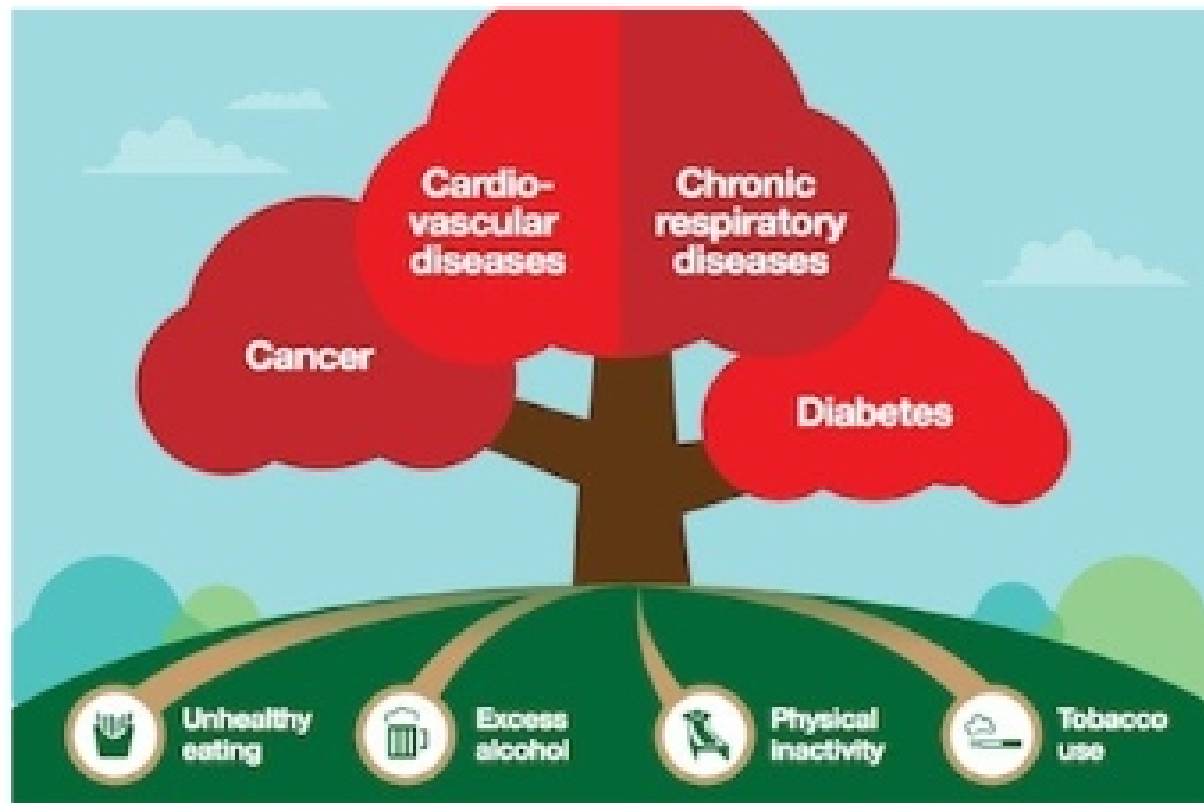 Cardio-
vascular
diseases
Chronic
respiratory
diseases
Cancer
Diabetes
Unhealthy
eating
Excess
alcohol
Physical
inactivity
Tobacco
use